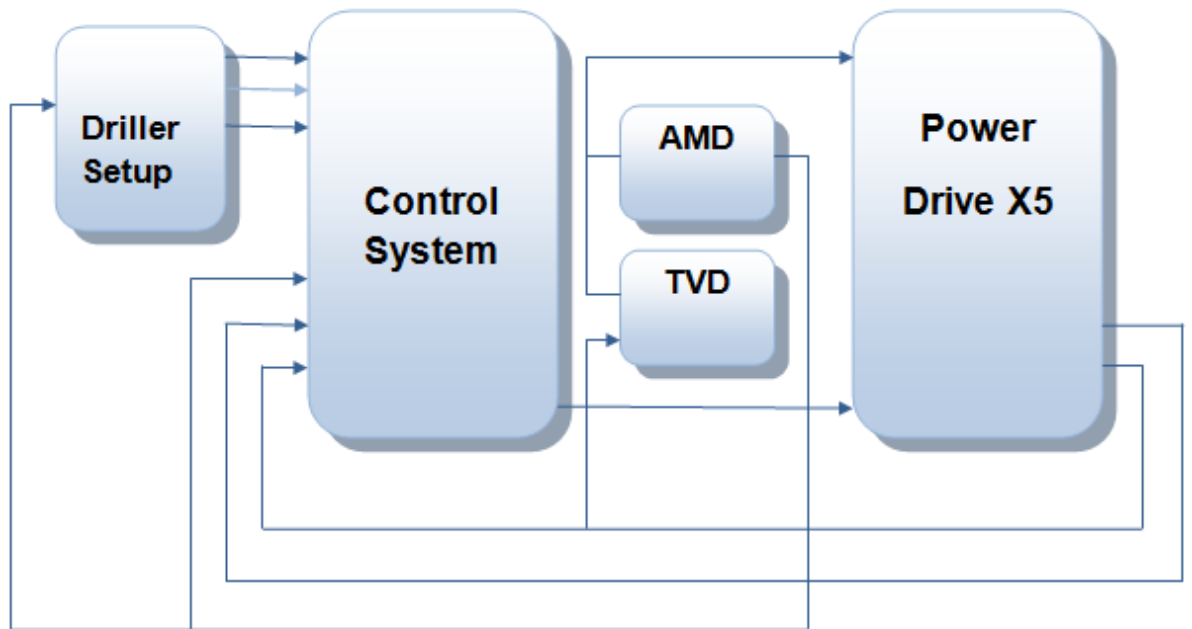 Driller
Setup
Control
System
AMD
TVD
Power
Drive X5